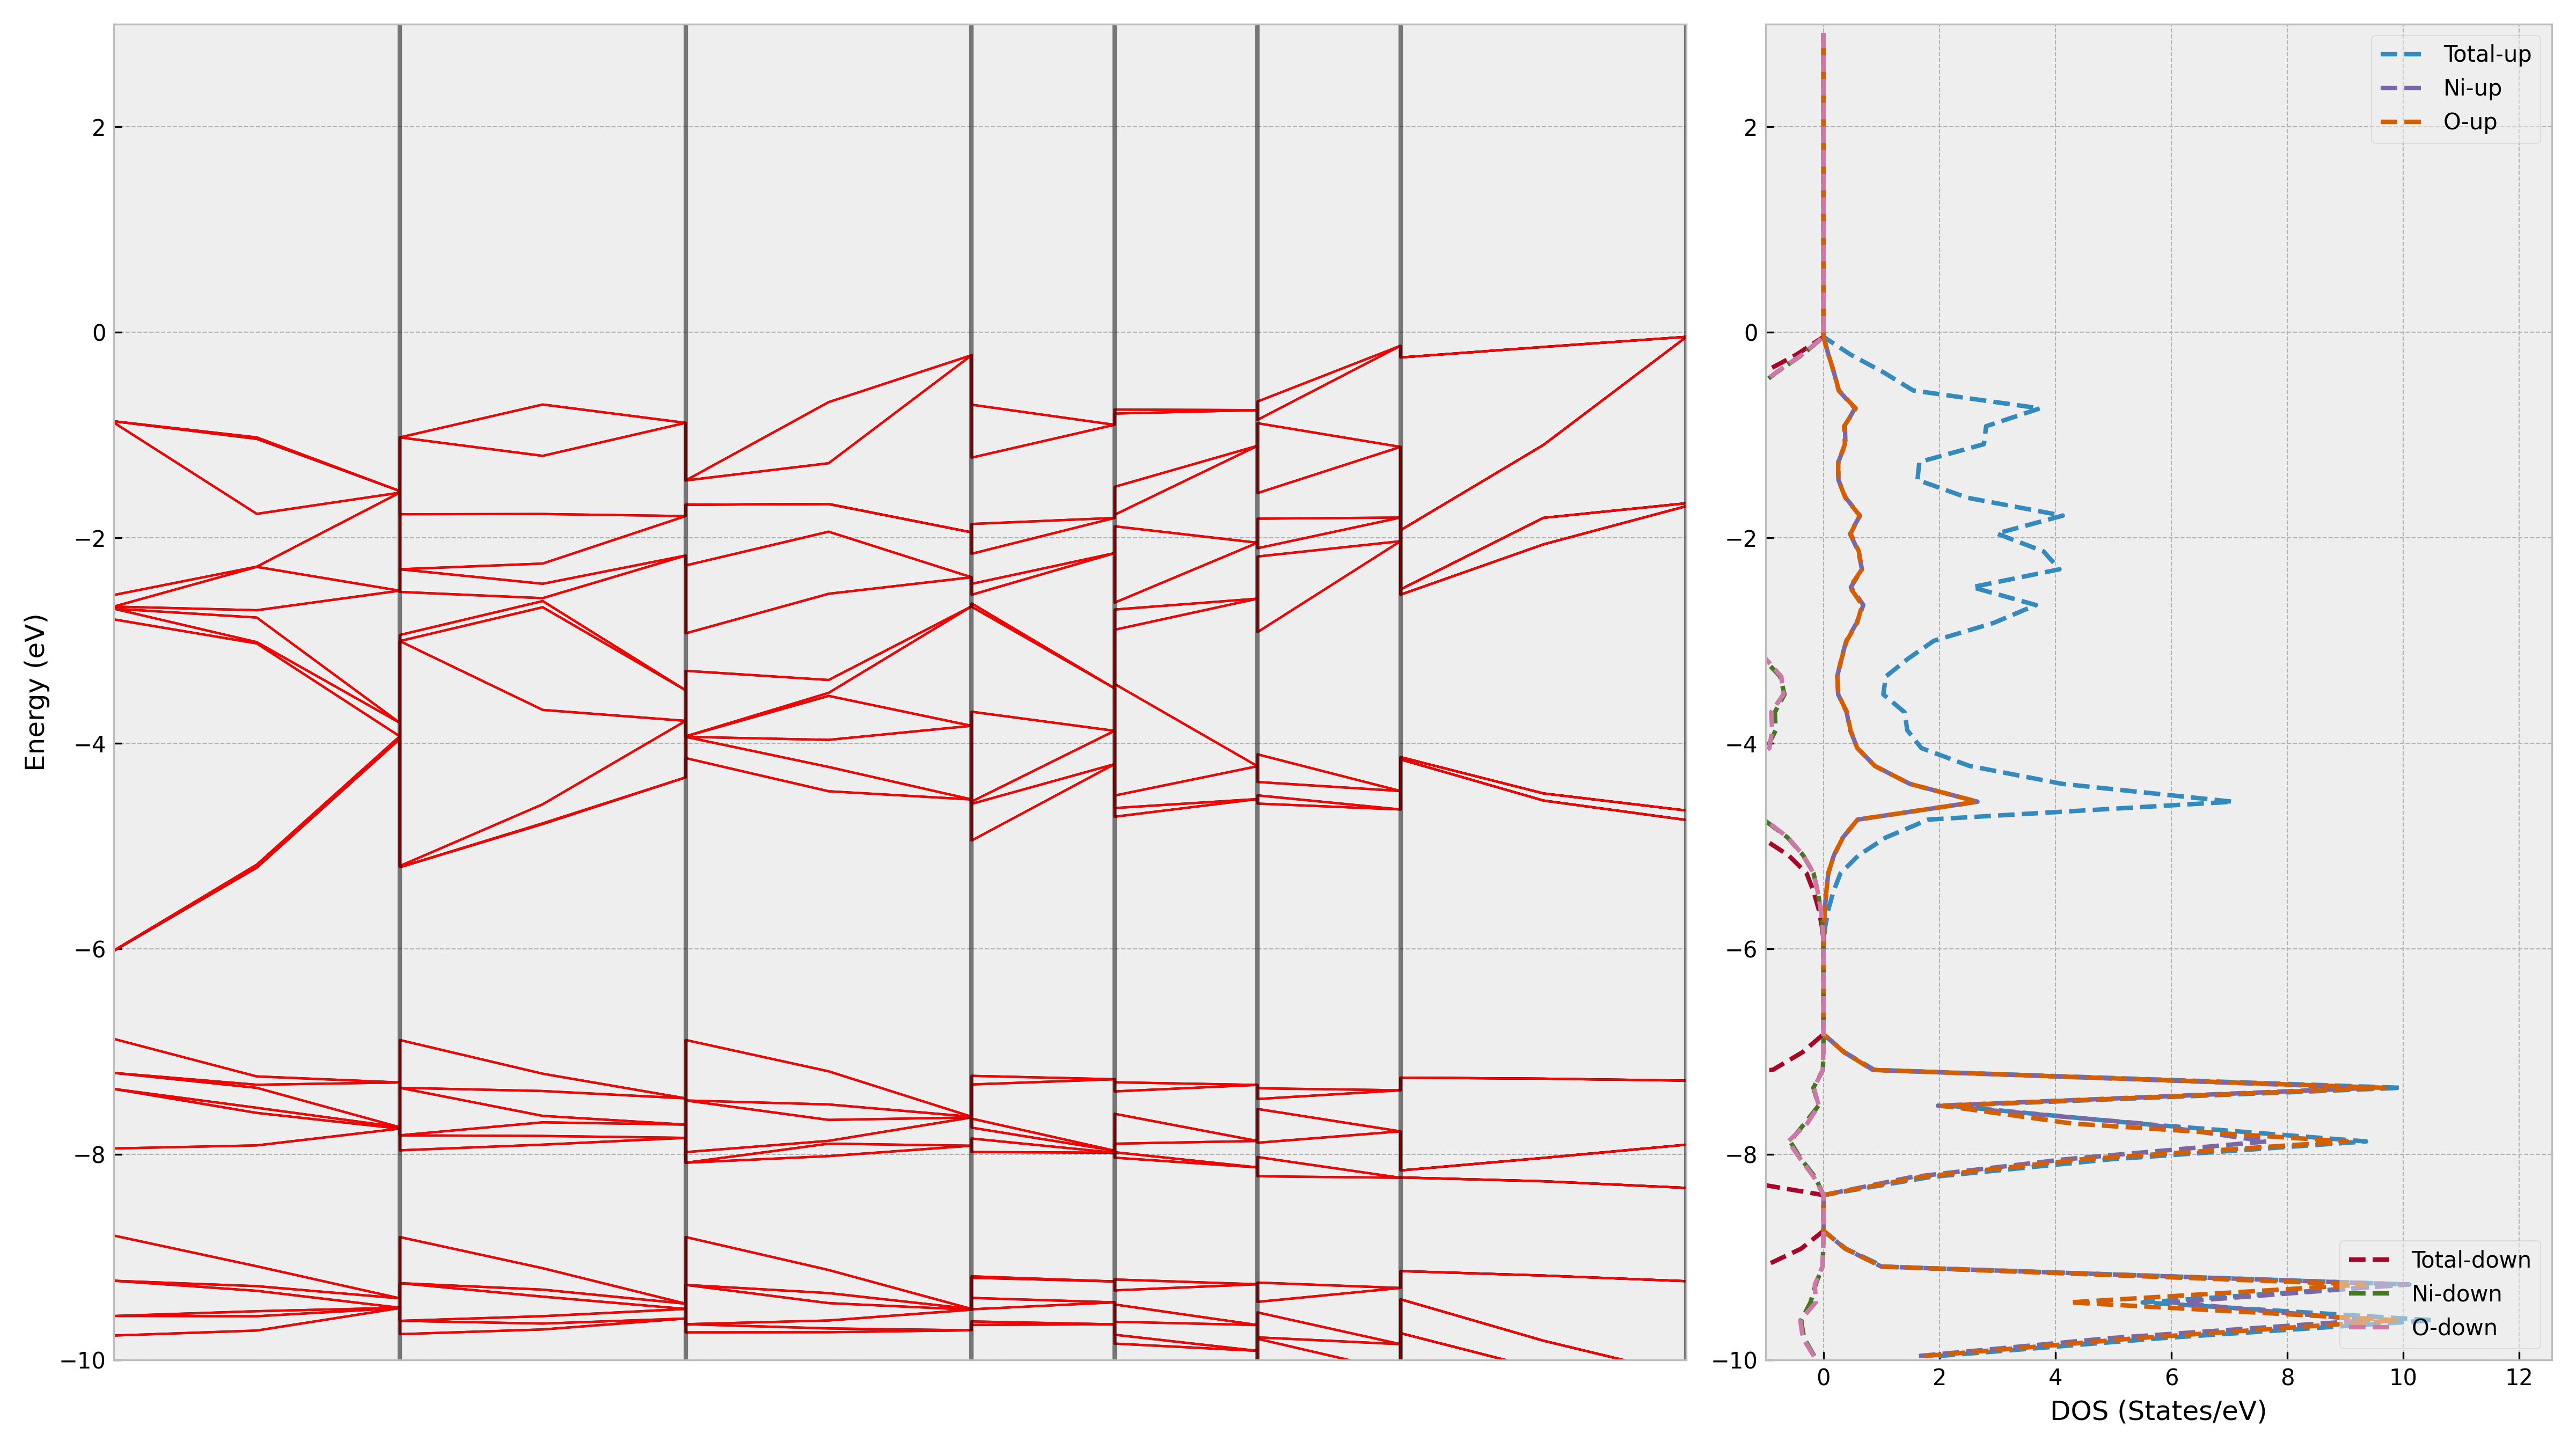 Energy (eV)
2
0
−2
−4
−6
−8
−10
2
0
−2
−4
−6
−8
−10
Total-up
Ni-up
O-up
Total-down
Ni-down
O-down
0 2 4 6 8 10 12
DOS (States/eV)